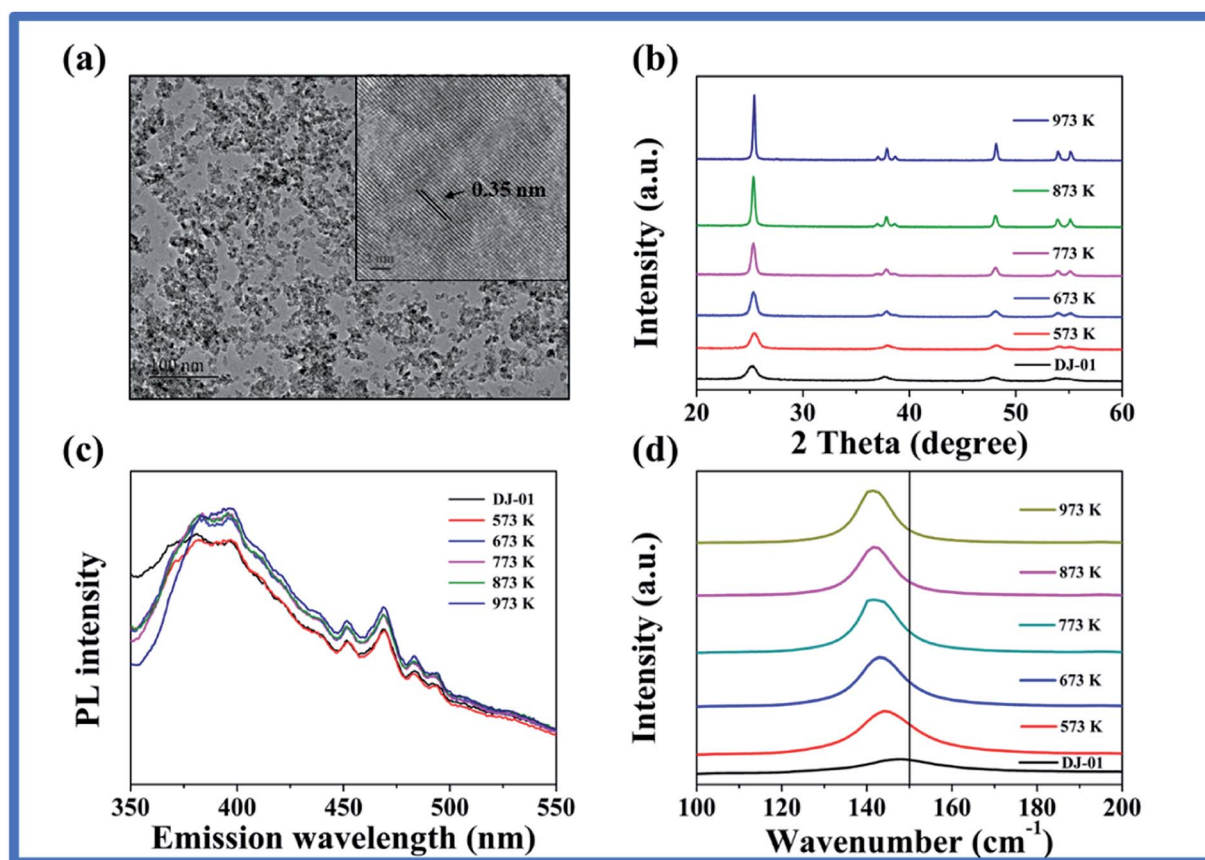 (a)
0.35 nm
2 nm
100 nm
(b)
Intensity (a.u.)
973 K
873 K
773 K
673 K
573 K
DJ-01
20 30 40 50 60
2 Theta (degree)
(c)
PL intensity
DJ-01
573 K
673 K
773 K
873 K
973 K
350 400 450 500 550
Emission wavelength (nm)
(d)
Intensity (a.u.)
973 K
873 K
773 K
673 K
573 K
DJ-01
100 120 140 160 180 200
Wavenumber (cm⁻¹)